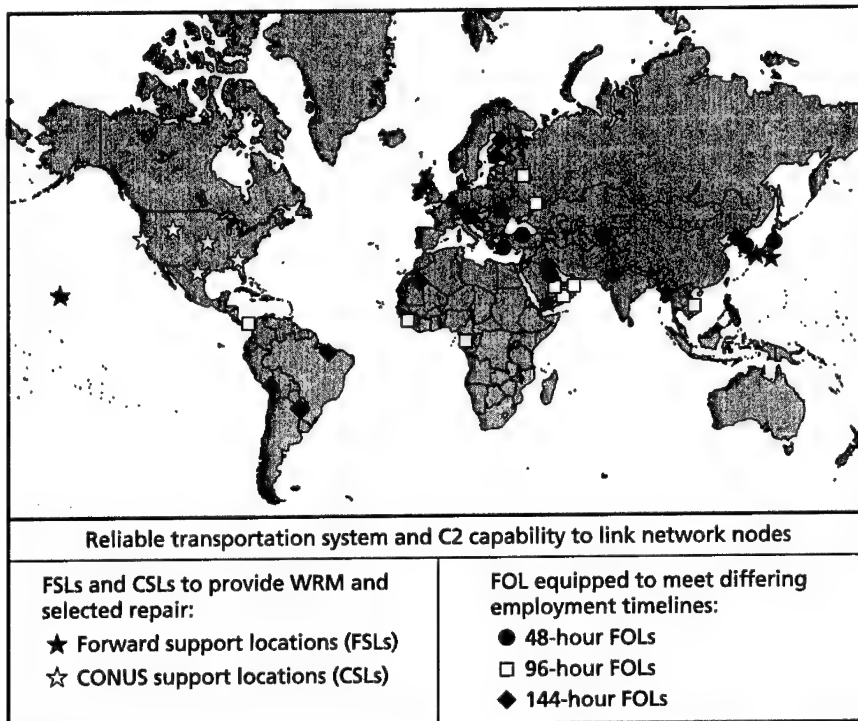 Reliable transportation system and C2 capability to link network nodes
FSLs and CSLs to provide WRM and
selected repair:
★ Forward support locations (FSLs)
☆ CONUS support locations (CSLs)
FOL equipped to meet differing
employment timelines:
● 48-hour FOLs
□ 96-hour FOLs
◆ 144-hour FOLs